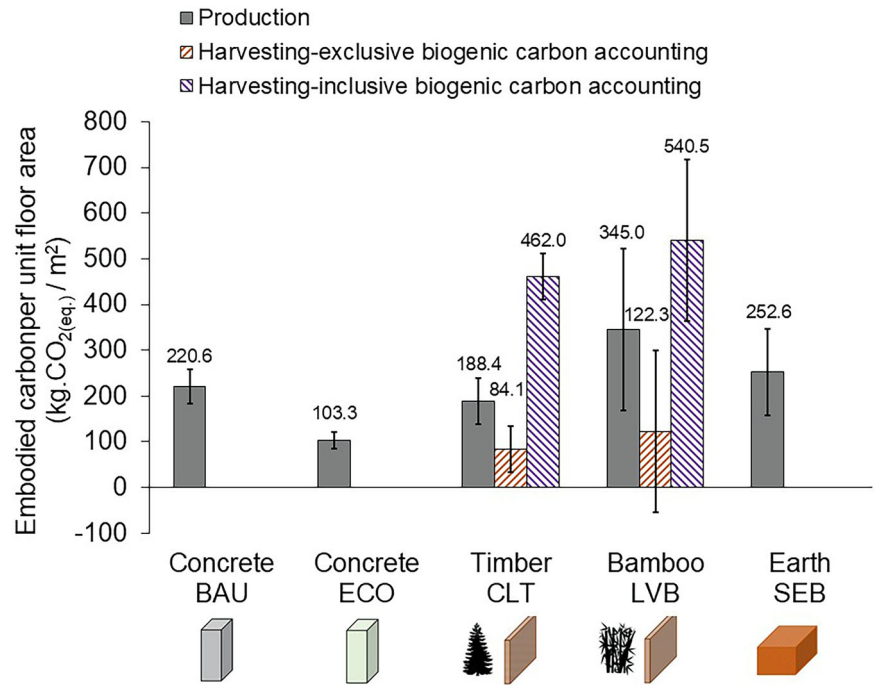 Production
Harvesting-exclusive biogenic carbon accounting
Harvesting-inclusive biogenic carbon accounting
Embodied carbonper unit floor area
(kg.CO2(eq.) / m²)
800
700
600
500
400
300
200
100
0
-100
220.6
103.3
188.4
84.1
462.0
345.0
122.3
540.5
252.6
Concrete
BAU
Concrete
ECO
Timber
CLT
Bamboo
LVB
Earth
SEB